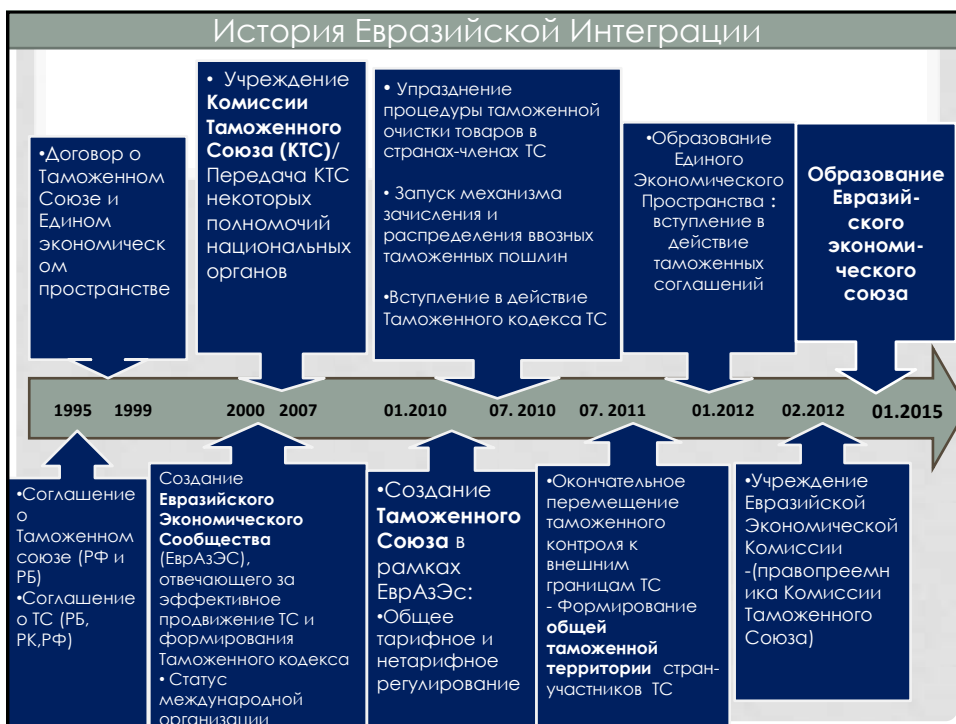 История Евразийской Интеграции
•Договор о
Таможенном
Союзе и
Едином
экономическ
ом
пространстве
• Учреждение
Комиссии
Таможенного
Союза (КТС)/
Передача КТС
некоторых
полномочий
национальных
органов
• Упразднение
процедуры таможенной
очистки товаров в
странах-членах ТС
• Запуск механизма
зачисления и
распределения ввозных
таможенных пошлин
•Вступление в действие
Таможенного кодекса ТС
•Образование
Единого
Экономического
Пространства :
вступление в
действие
таможенных
соглашений
Образование
Евразий-
ского
экономи-
ческого
союза
1995 1999 2000 2007 01.2010 07. 2010 07. 2011 01.2012 02.2012 01.2015
•Соглашение
о
Таможенном
союзе (РФ и
РБ)
•Соглашение
о ТС (РБ,
РК,РФ)
Создание
Евразийского
Экономического
Сообщества
(ЕврАзЭС),
отвечающего за
эффективное
продвижение ТС и
формирования
Таможенного кодекса
• Статус
международной
организации
•Создание
Таможенного
Союза в
рамках
ЕврАзЭс:
•Общее
тарифное и
нетарифное
регулирование
•Окончательное
перемещение
таможенного
контроля к
внешним
границам ТС
- Формирование
общей
таможенной
территории стран-
участников ТС
•Учреждение
Евразийской
Экономической
Комиссии
-(правопреемн
ика Комиссии
Таможенного
Союза)